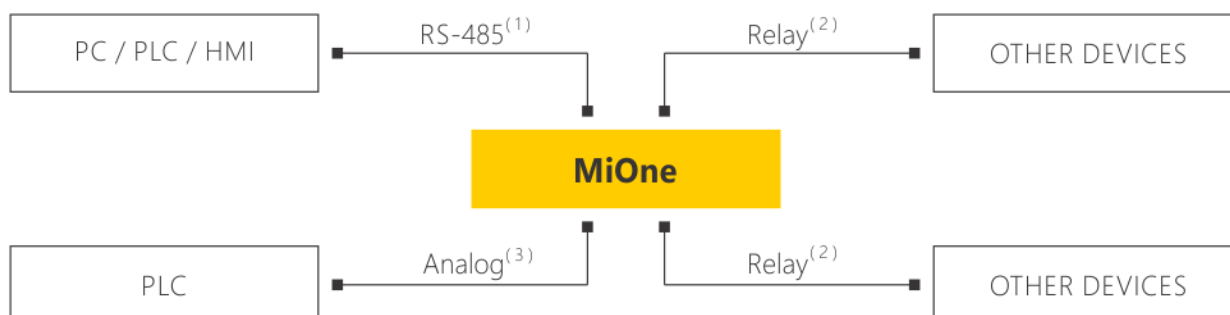 PC / PLC / HMI
RS-485(1)
Relay(2)
OTHER DEVICES
MiOne
PLC
Analog(3)
Relay(2)
OTHER DEVICES